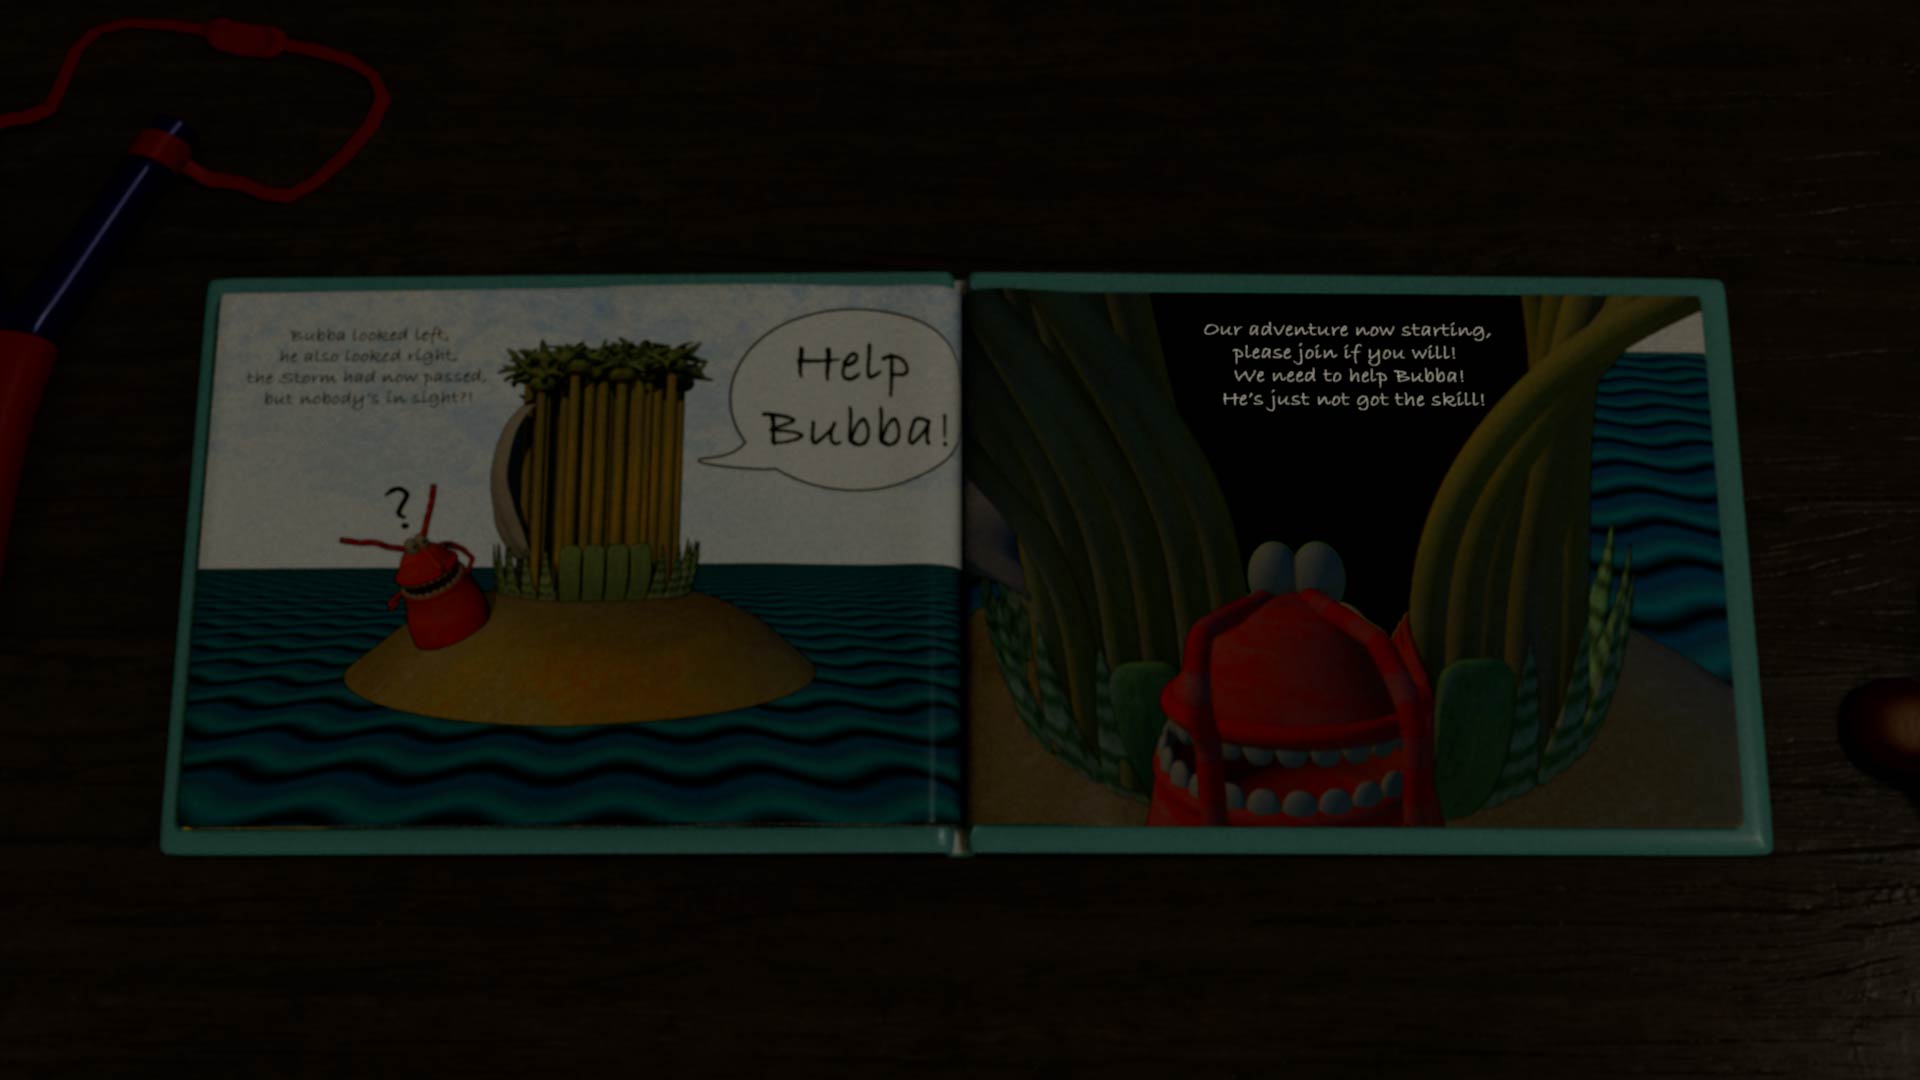 Bubba looked left,
he also looked right,
the Storm had now passed,
but nobody's in sight?!
?
Help
Bubba!
Our adventure now starting,
please join if you will!
We need to help Bubba!
He's just not got the skill!